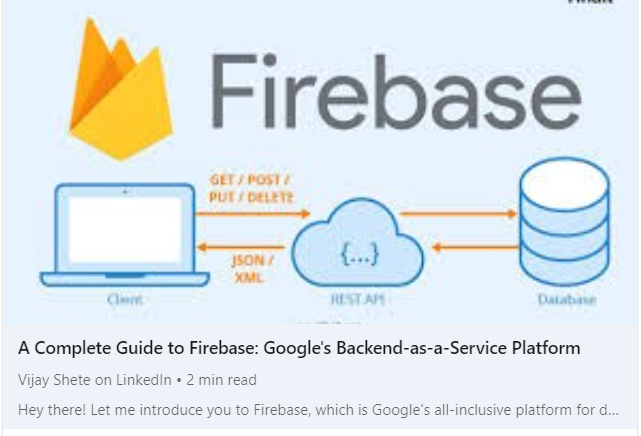 Firebase
GET / POST /
PUT / DELETE
JSON /
XML
{...}
Client
REST API
Database
A Complete Guide to Firebase: Google's Backend-as-a-Service Platform
Vijay Shete on LinkedIn • 2 min read
Hey there! Let me introduce you to Firebase, which is Google's all-inclusive platform for d...